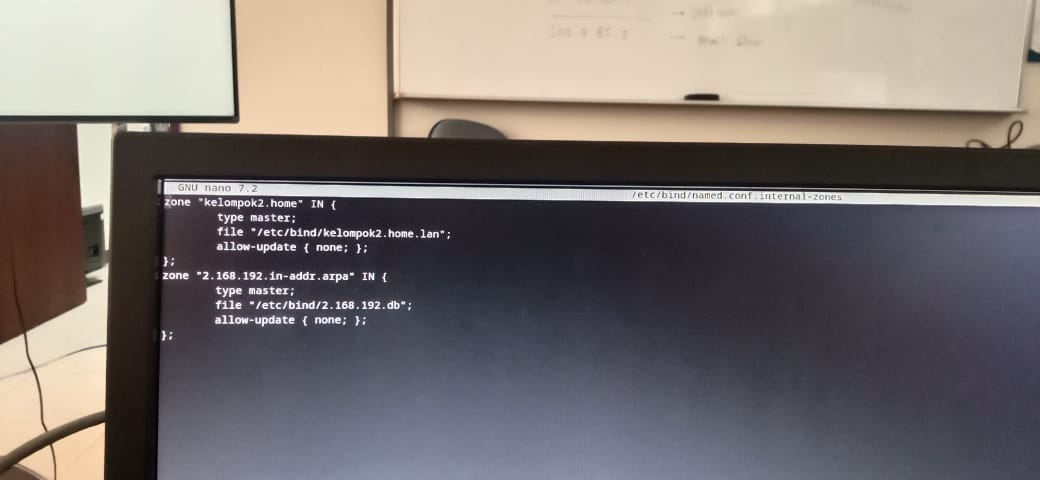 GNU nano 7.2 /etc/bind/named.conf.internal-zones
zone "kelompok2.home" IN {
        type master;
        file "/etc/bind/kelompok2.home.lan";
        allow-update { none; };
};
zone "2.168.192.in-addr.arpa" IN {
        type master;
        file "/etc/bind/2.168.192.db";
        allow-update { none; };
};